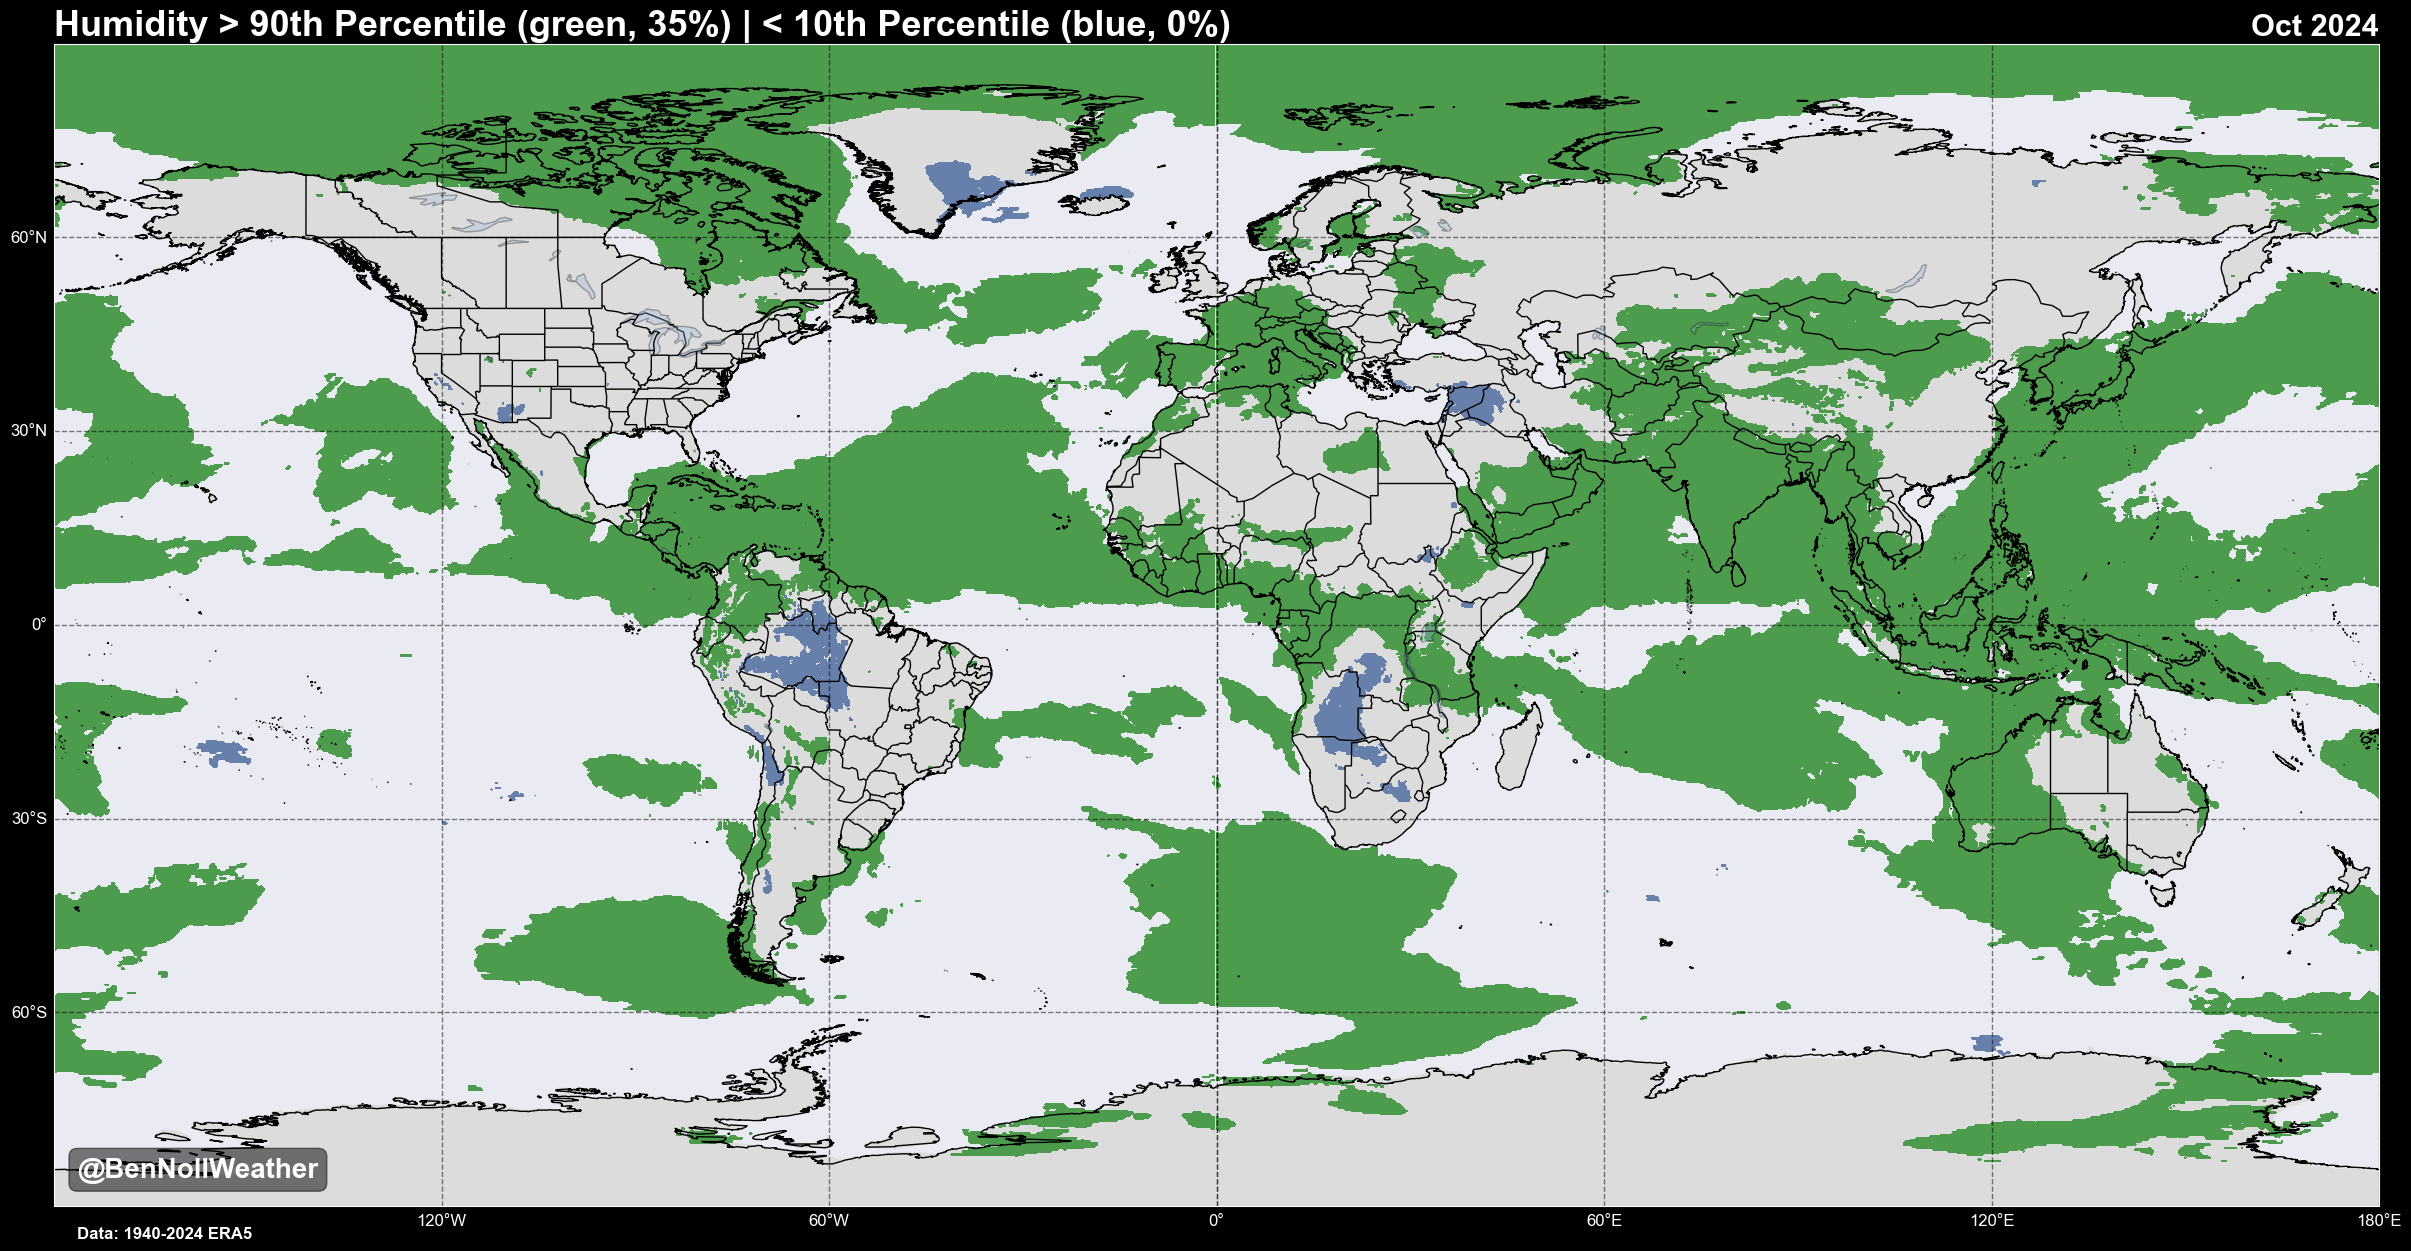 Humidity > 90th Percentile (green, 35%) | < 10th Percentile (blue, 0%)
Oct 2024
60°N
30°N
0°
30°S
60°S
@BenNollWeather
120°W
60°W
0°
60°E
120°E
180°E
Data: 1940-2024 ERA5